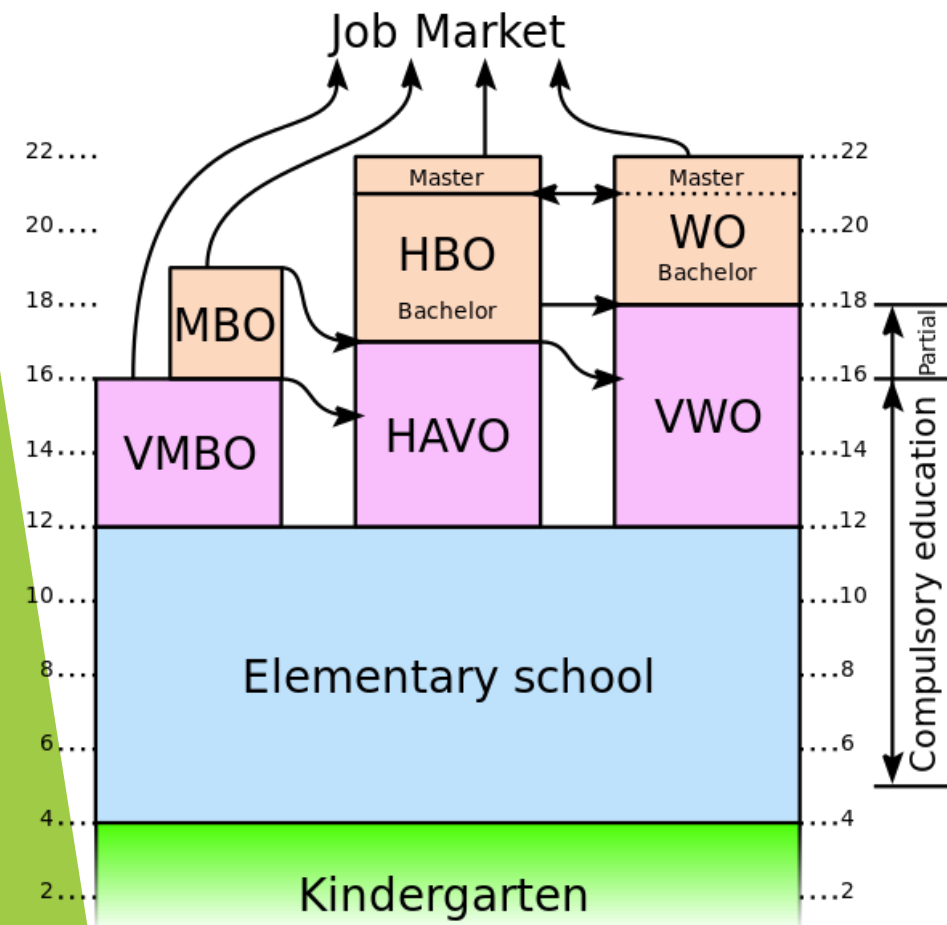 Job Market
22.... ....22
Master Master
20.... ....20
WO
HBO
Bachelor
Bachelor
18.... ....18
MBO
Partial
16.... ....16
VWO
HAVO
VMBO
14.... ....14
12.... ....12
Compulsory education
10.... ....10
Elementary school
8.... ....8
6.... ....6
4.... ....4
Kindergarten
2.... ....2